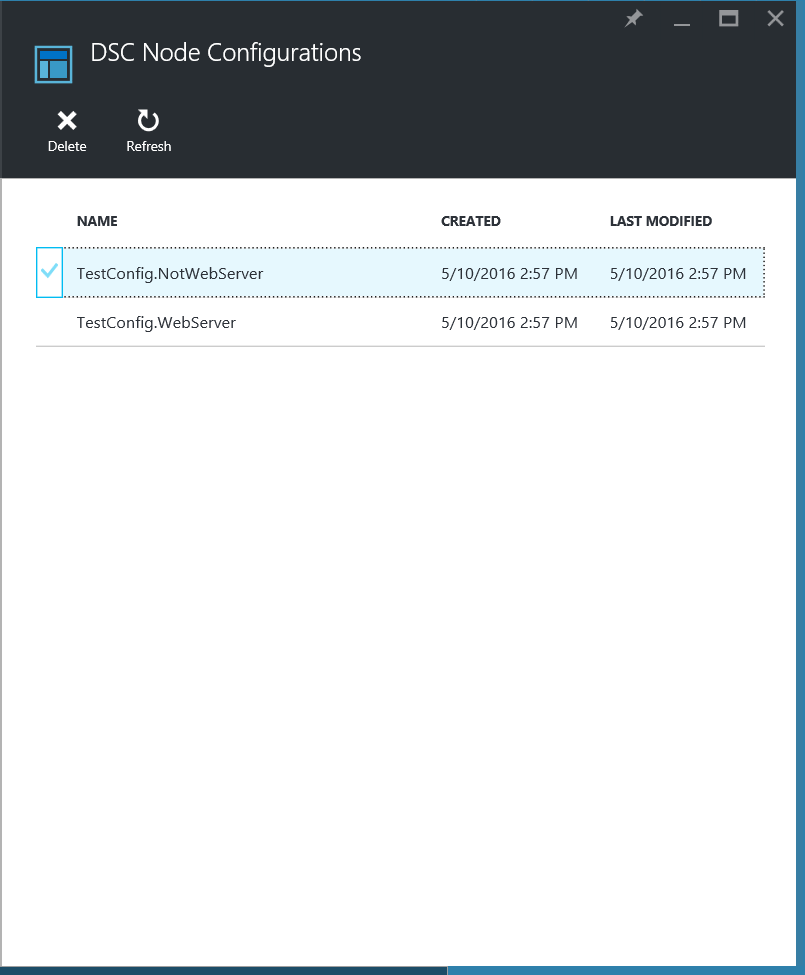 DSC Node Configurations
Delete Refresh
NAME CREATED LAST MODIFIED
TestConfig.NotWebServer 5/10/2016 2:57 PM 5/10/2016 2:57 PM
TestConfig.WebServer 5/10/2016 2:57 PM 5/10/2016 2:57 PM